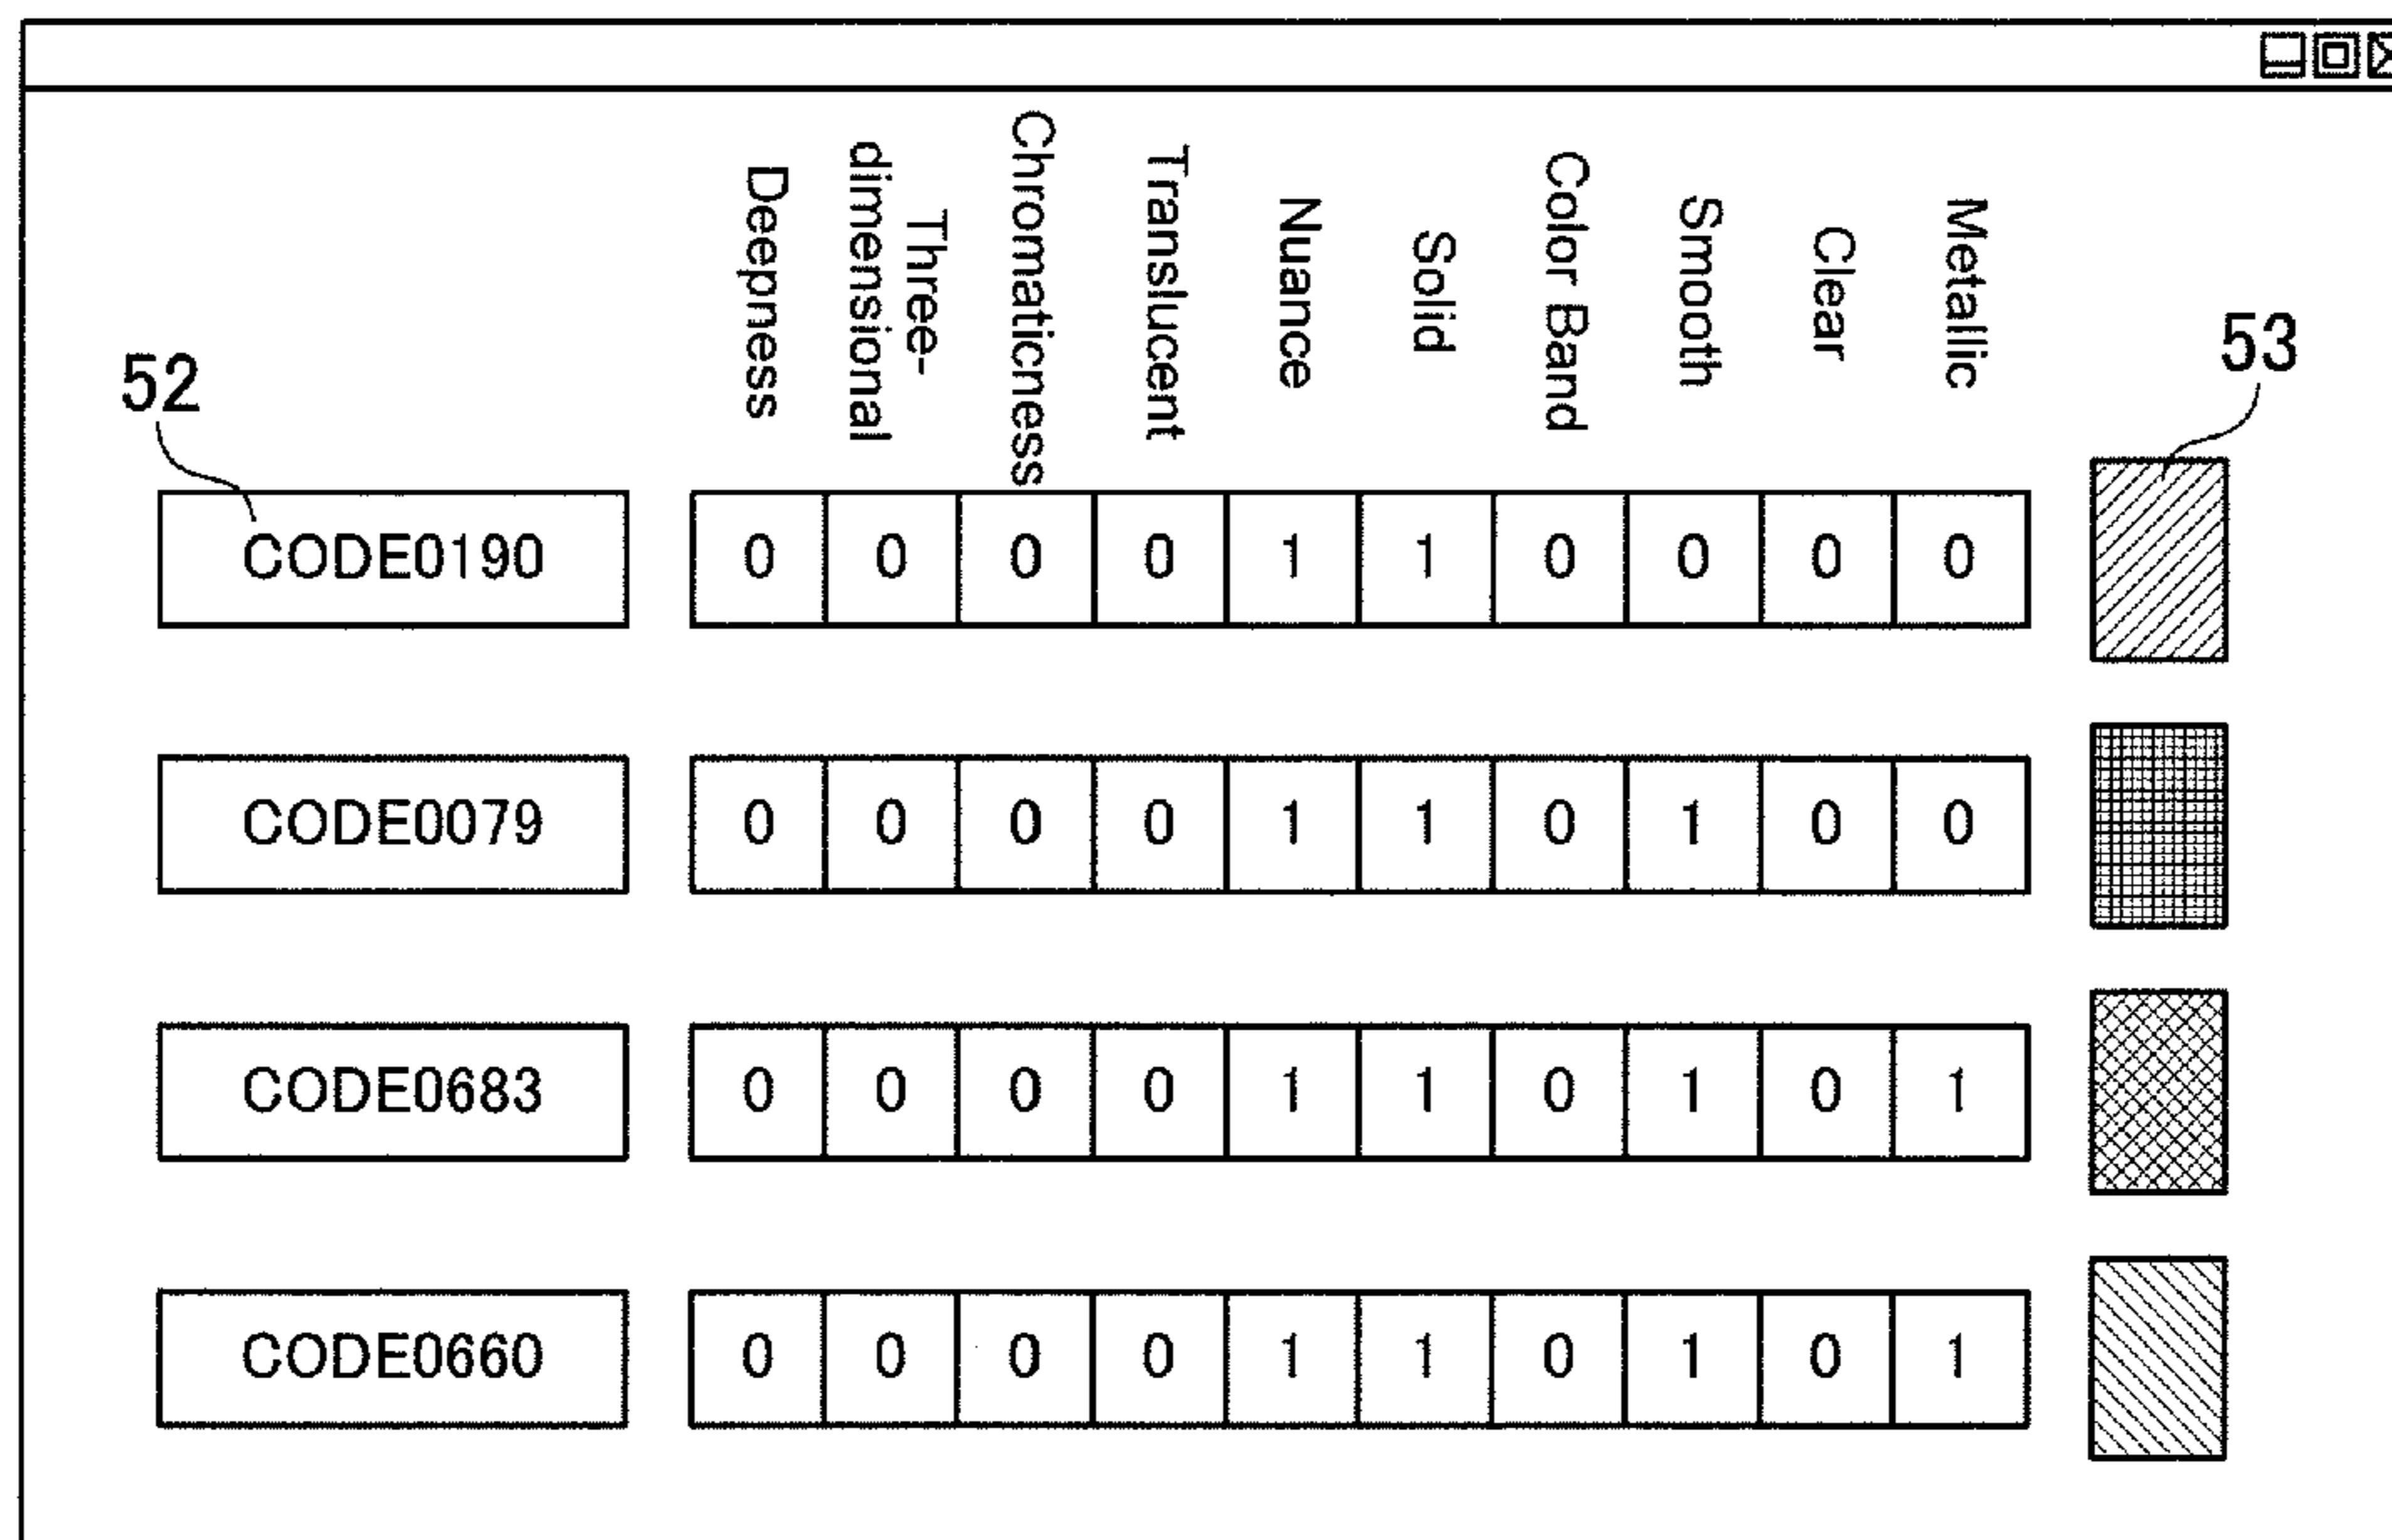 Deepness
Three-
dimensional
Chromaticness
Translucent
Nuance
Solid
Color Band
Smooth
Clear
Metallic
52
53
CODE0190 0 0 0 0 1 1 0 0 0 0
CODE0079 0 0 0 0 1 1 0 1 0 0
CODE0683 0 0 0 0 1 1 0 1 0 1
CODE0660 0 0 0 0 1 1 0 1 0 1